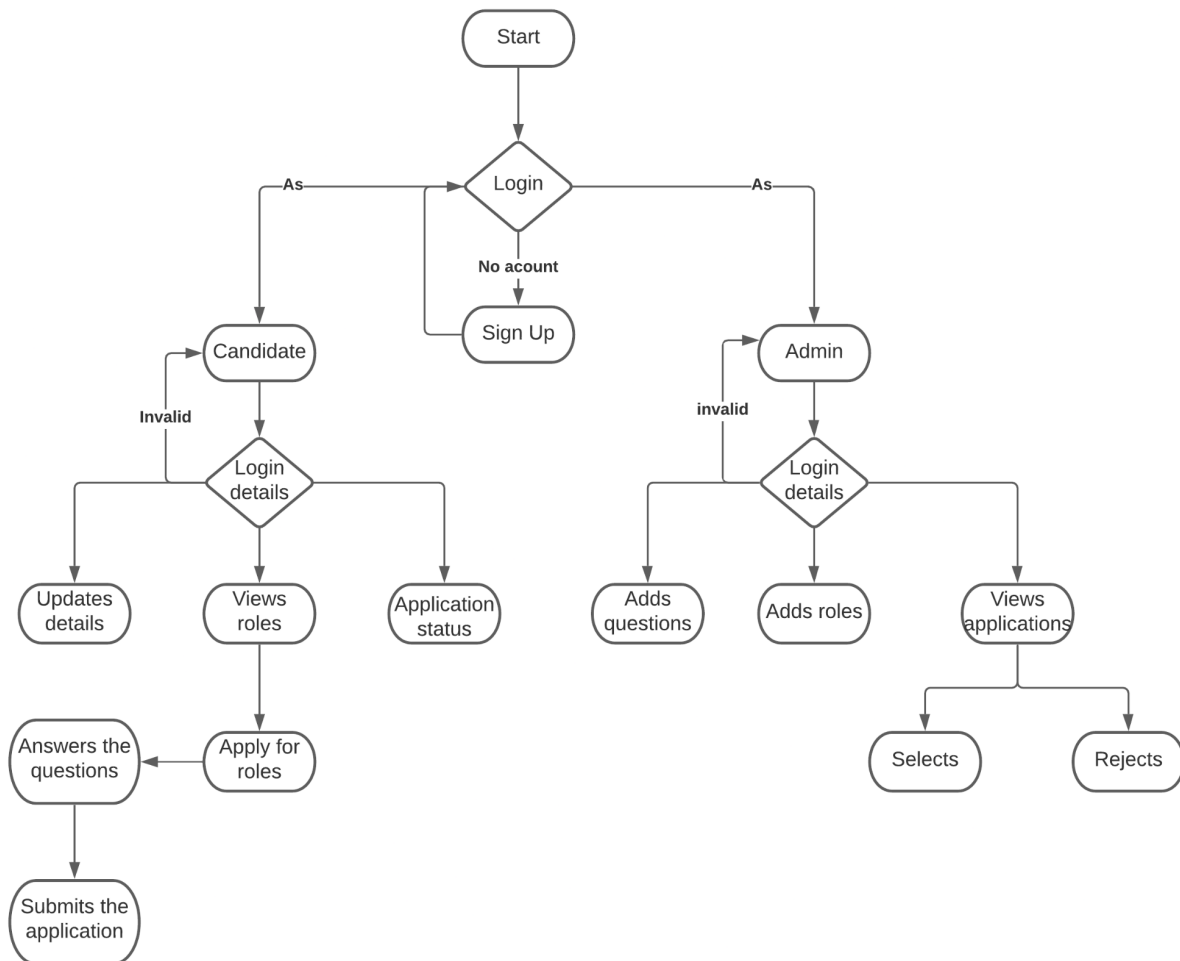 Start
Login
As
As
No acount
Sign Up
Candidate
Admin
Invalid
invalid
Login
details
Login
details
Updates
details
Views
roles
Application
status
Adds
questions
Adds roles
Views
applications
Answers the
questions
Apply for
roles
Selects
Rejects
Submits the
application